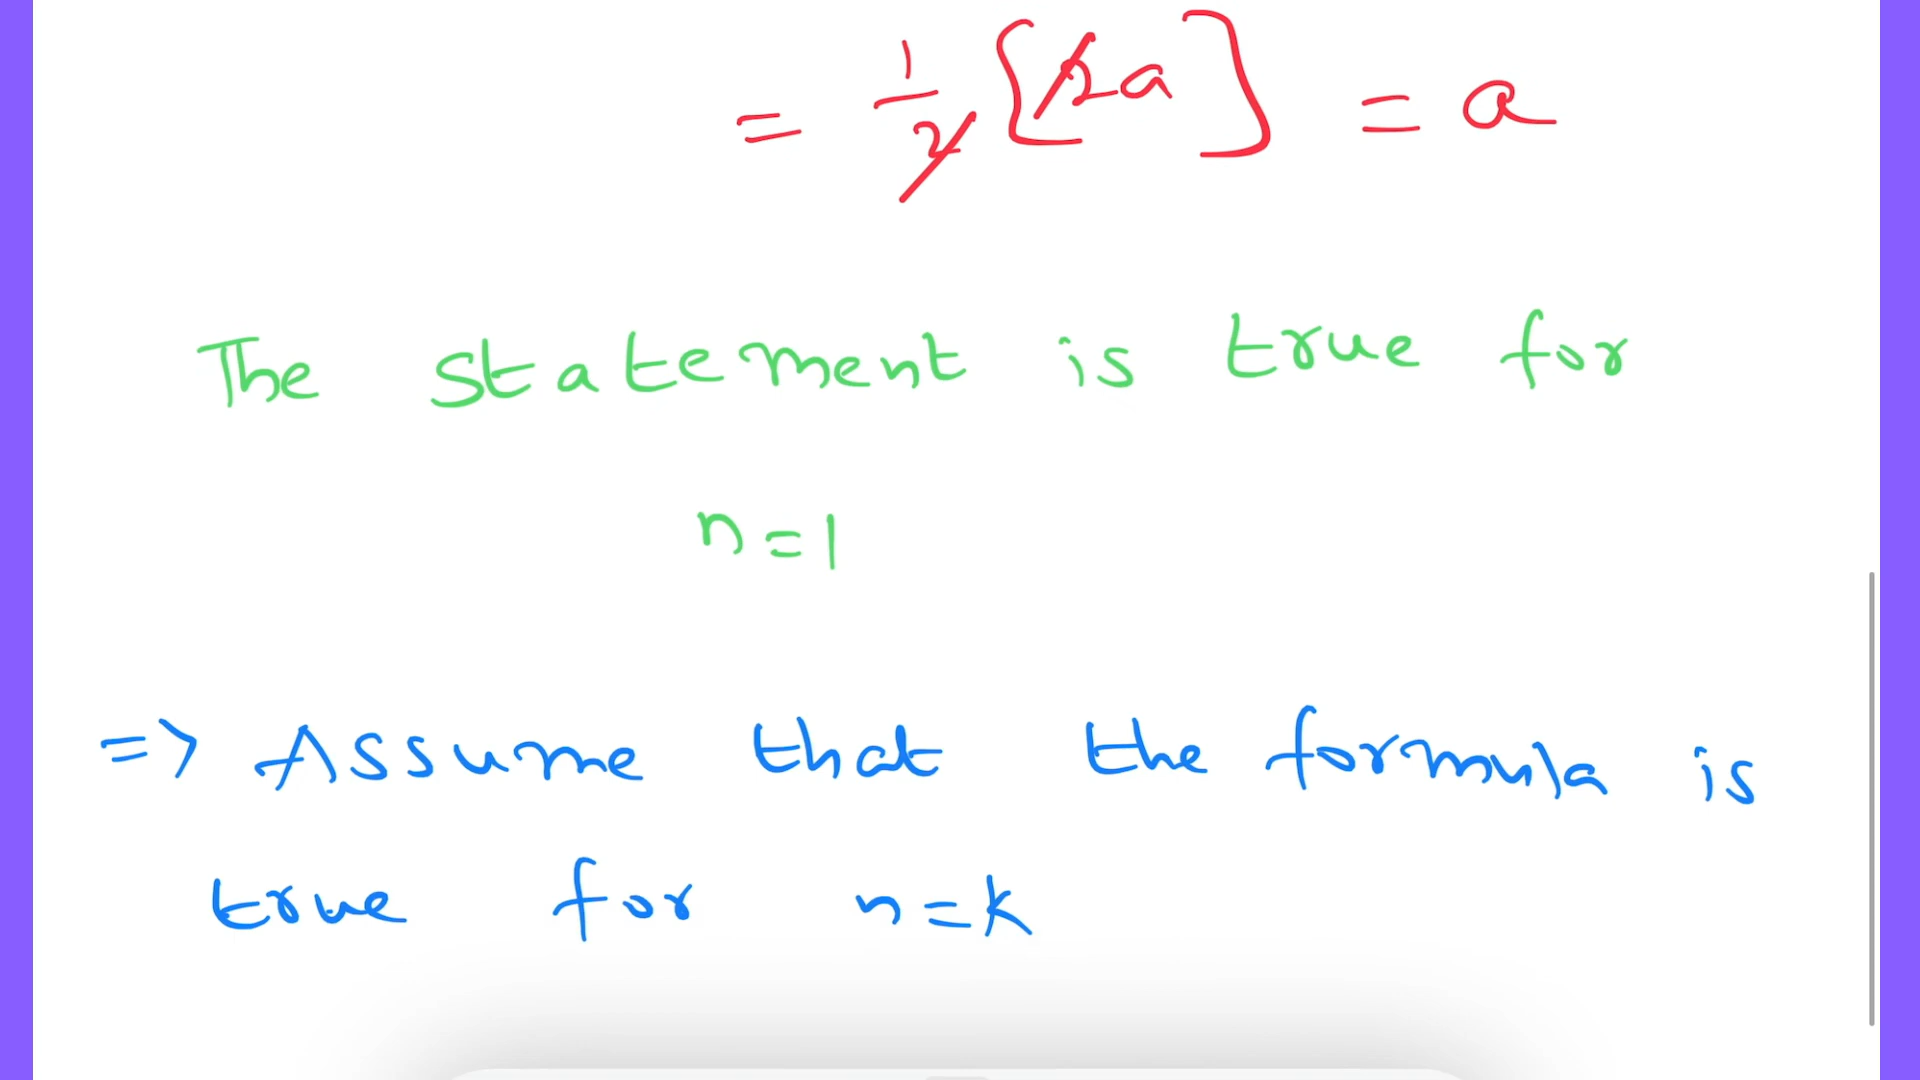 = 1/2 [2a] = a
The statement is true for
n=1
=> Assume that the formula is
true for n=k